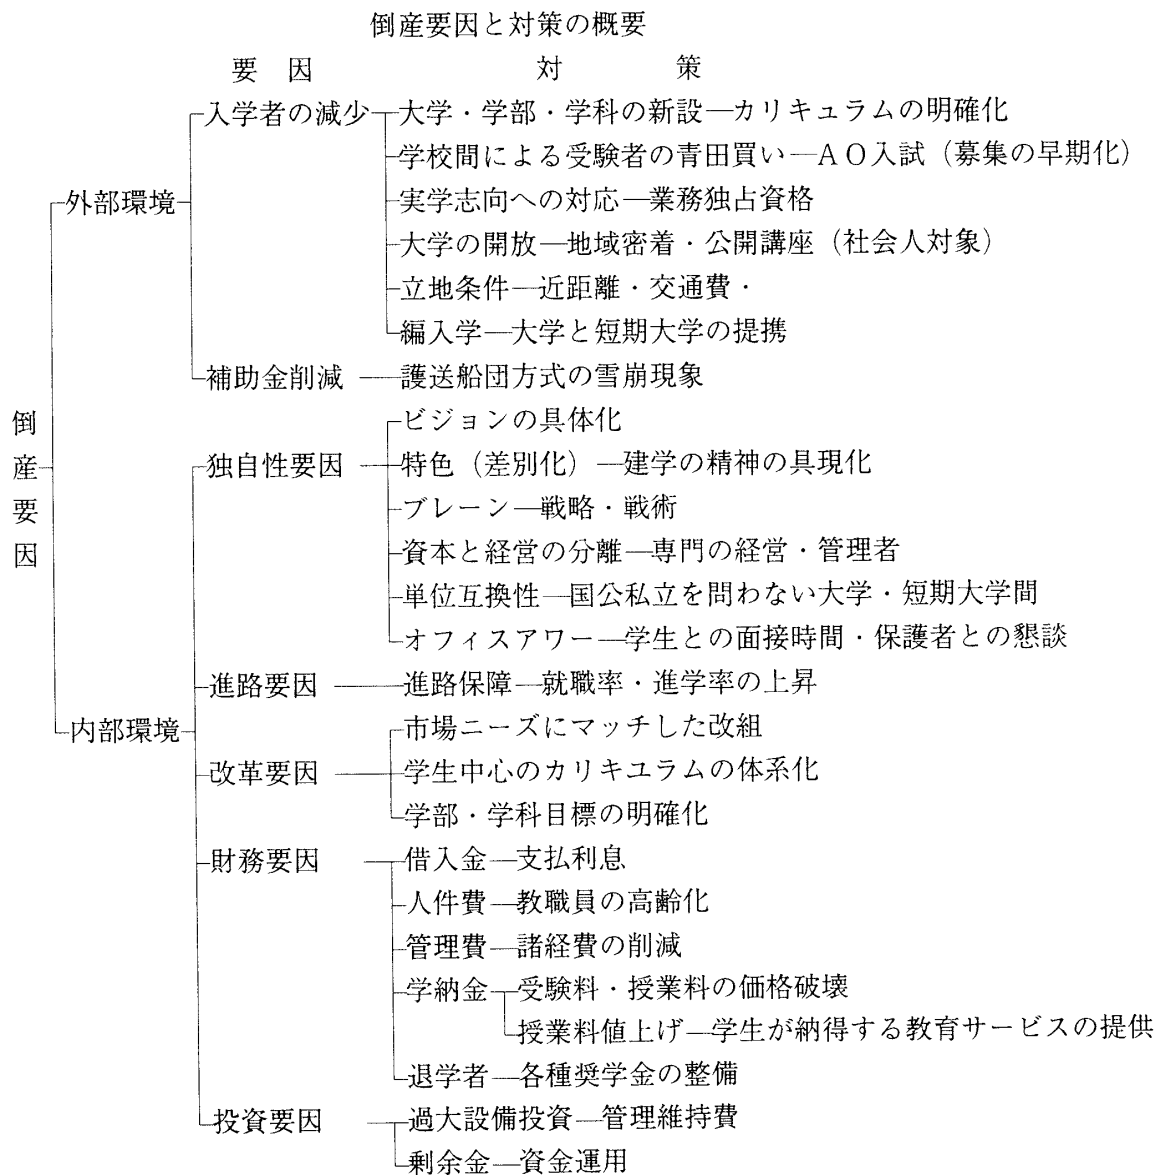 倒産要因と対策の概要
要　因　対　策
入学者の減少 大学・学部・学科の新設―カリキュラムの明確化
学校間による受験者の青田買い―AO入試（募集の早期化）
外部環境 実学志向への対応―業務独占資格
大学の開放―地域密着・公開講座（社会人対象）
立地条件―近距離・交通費・
編入学―大学と短期大学の提携
補助金削減 ―護送船団方式の雪崩現象
倒産要因
ビジョンの具体化
独自性要因 特色（差別化）―建学の精神の具現化
ブレーン―戦略・戦術
資本と経営の分離―専門の経営・管理者
単位互換性―国公私立を問わない大学・短期大学間
オフィスアワー―学生との面接時間・保護者との懇談
進路要因 ―進路保障―就職率・進学率の上昇
内部環境 市場ニーズにマッチした改組
改革要因 学生中心のカリキユラムの体系化
学部・学科目標の明確化
財務要因 借入金―支払利息
人件費―教職員の高齢化
管理費―諸経費の削減
学納金 受験料・授業料の価格破壊
授業料値上げ―学生が納得する教育サービスの提供
退学者―各種奨学金の整備
投資要因 過大設備投資―管理維持費
剰余金―資金運用